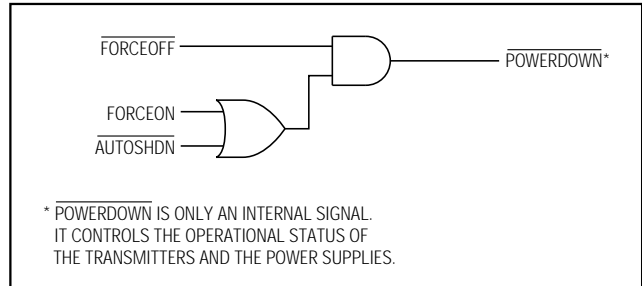 FORCEOFF
POWERDOWN*
FORCEON
AUTOSHDN
* POWERDOWN IS ONLY AN INTERNAL SIGNAL.
IT CONTROLS THE OPERATIONAL STATUS OF
THE TRANSMITTERS AND THE POWER SUPPLIES.